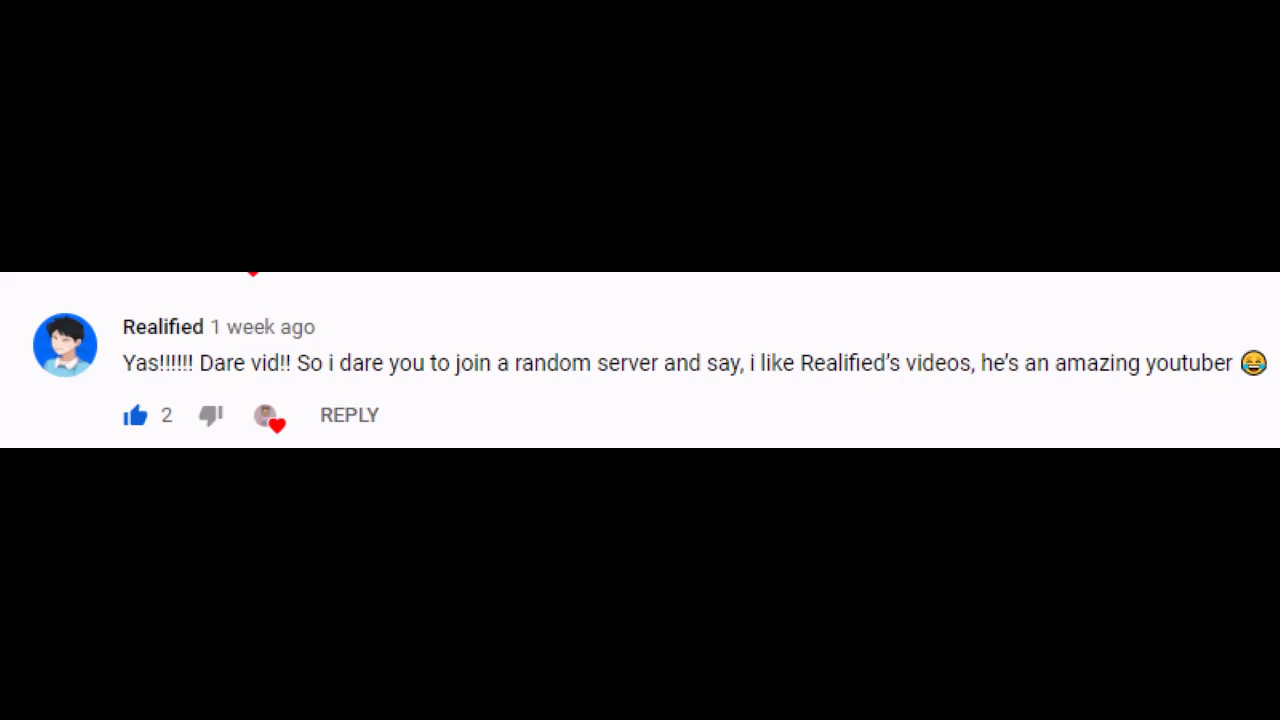 Realified 1 week ago
Yas!!!!!! Dare vid!! So i dare you to join a random server and say, i like Realified’s videos, he’s an amazing youtuber 😂
2 REPLY